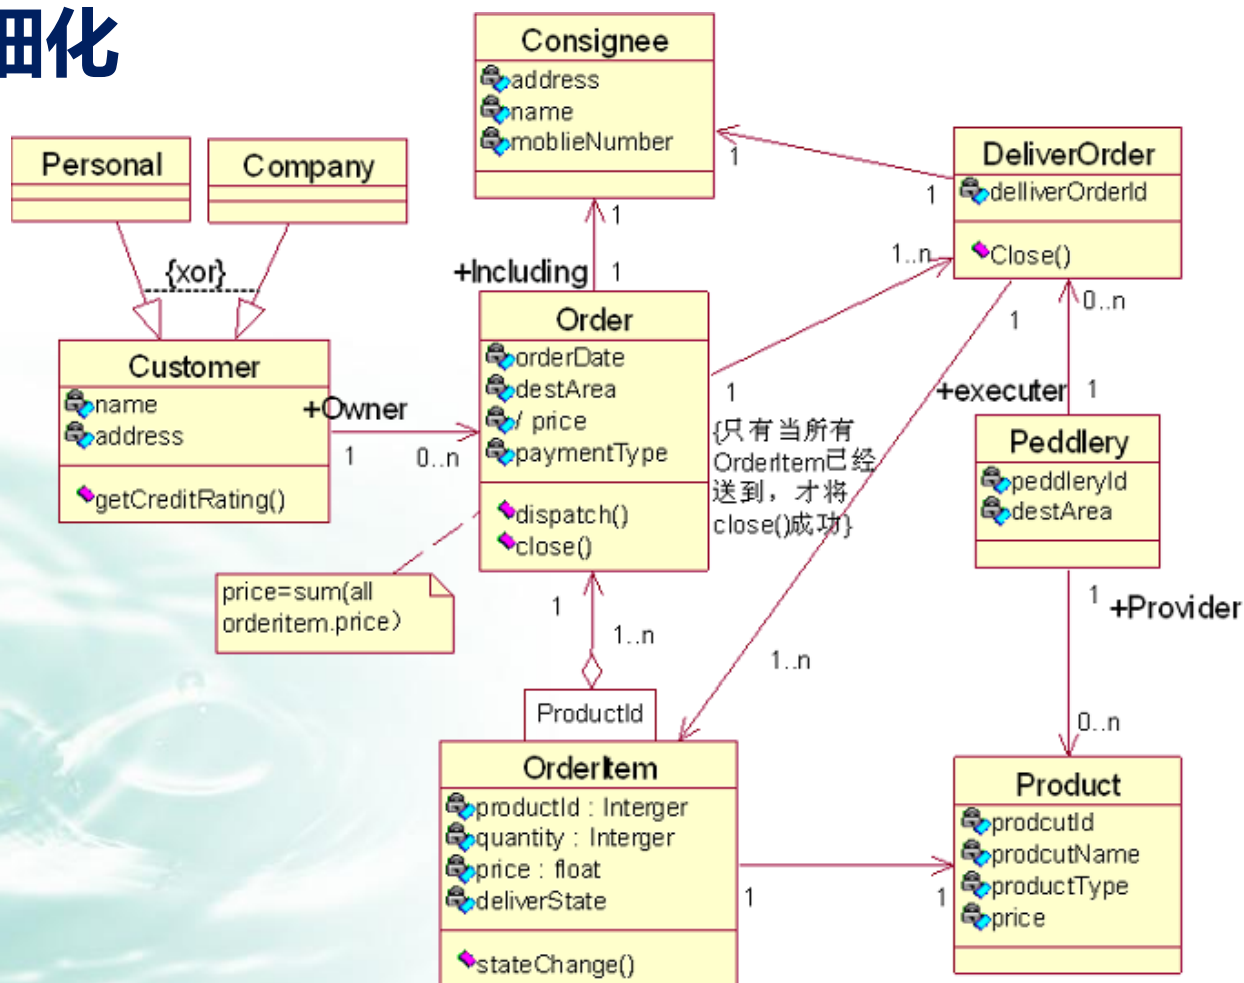 细化
Consignee
address
name
moblieNumber
Personal
Company
{xor}
DeliverOrder
delliverOrderId
Close()
1
1
1
+Including
1
1..n
0..n
1
Order
orderDate
destArea
/ price
paymentType
dispatch()
close()
Customer
name
address
getCreditRating()
+Owner
1
0..n
1
{只有当所有
OrderItem已经
送到，才将
close()成功}
+executer
1
Peddlery
peddleryId
destArea
price=sum(all
orderitem.price）
1
1..n
1..n
1
+Provider
0..n
ProductId
OrderItem
productId : Interger
quantity : Interger
price : float
deliverState
stateChange()
1
1
Product
prodcutId
prodcutName
productType
price